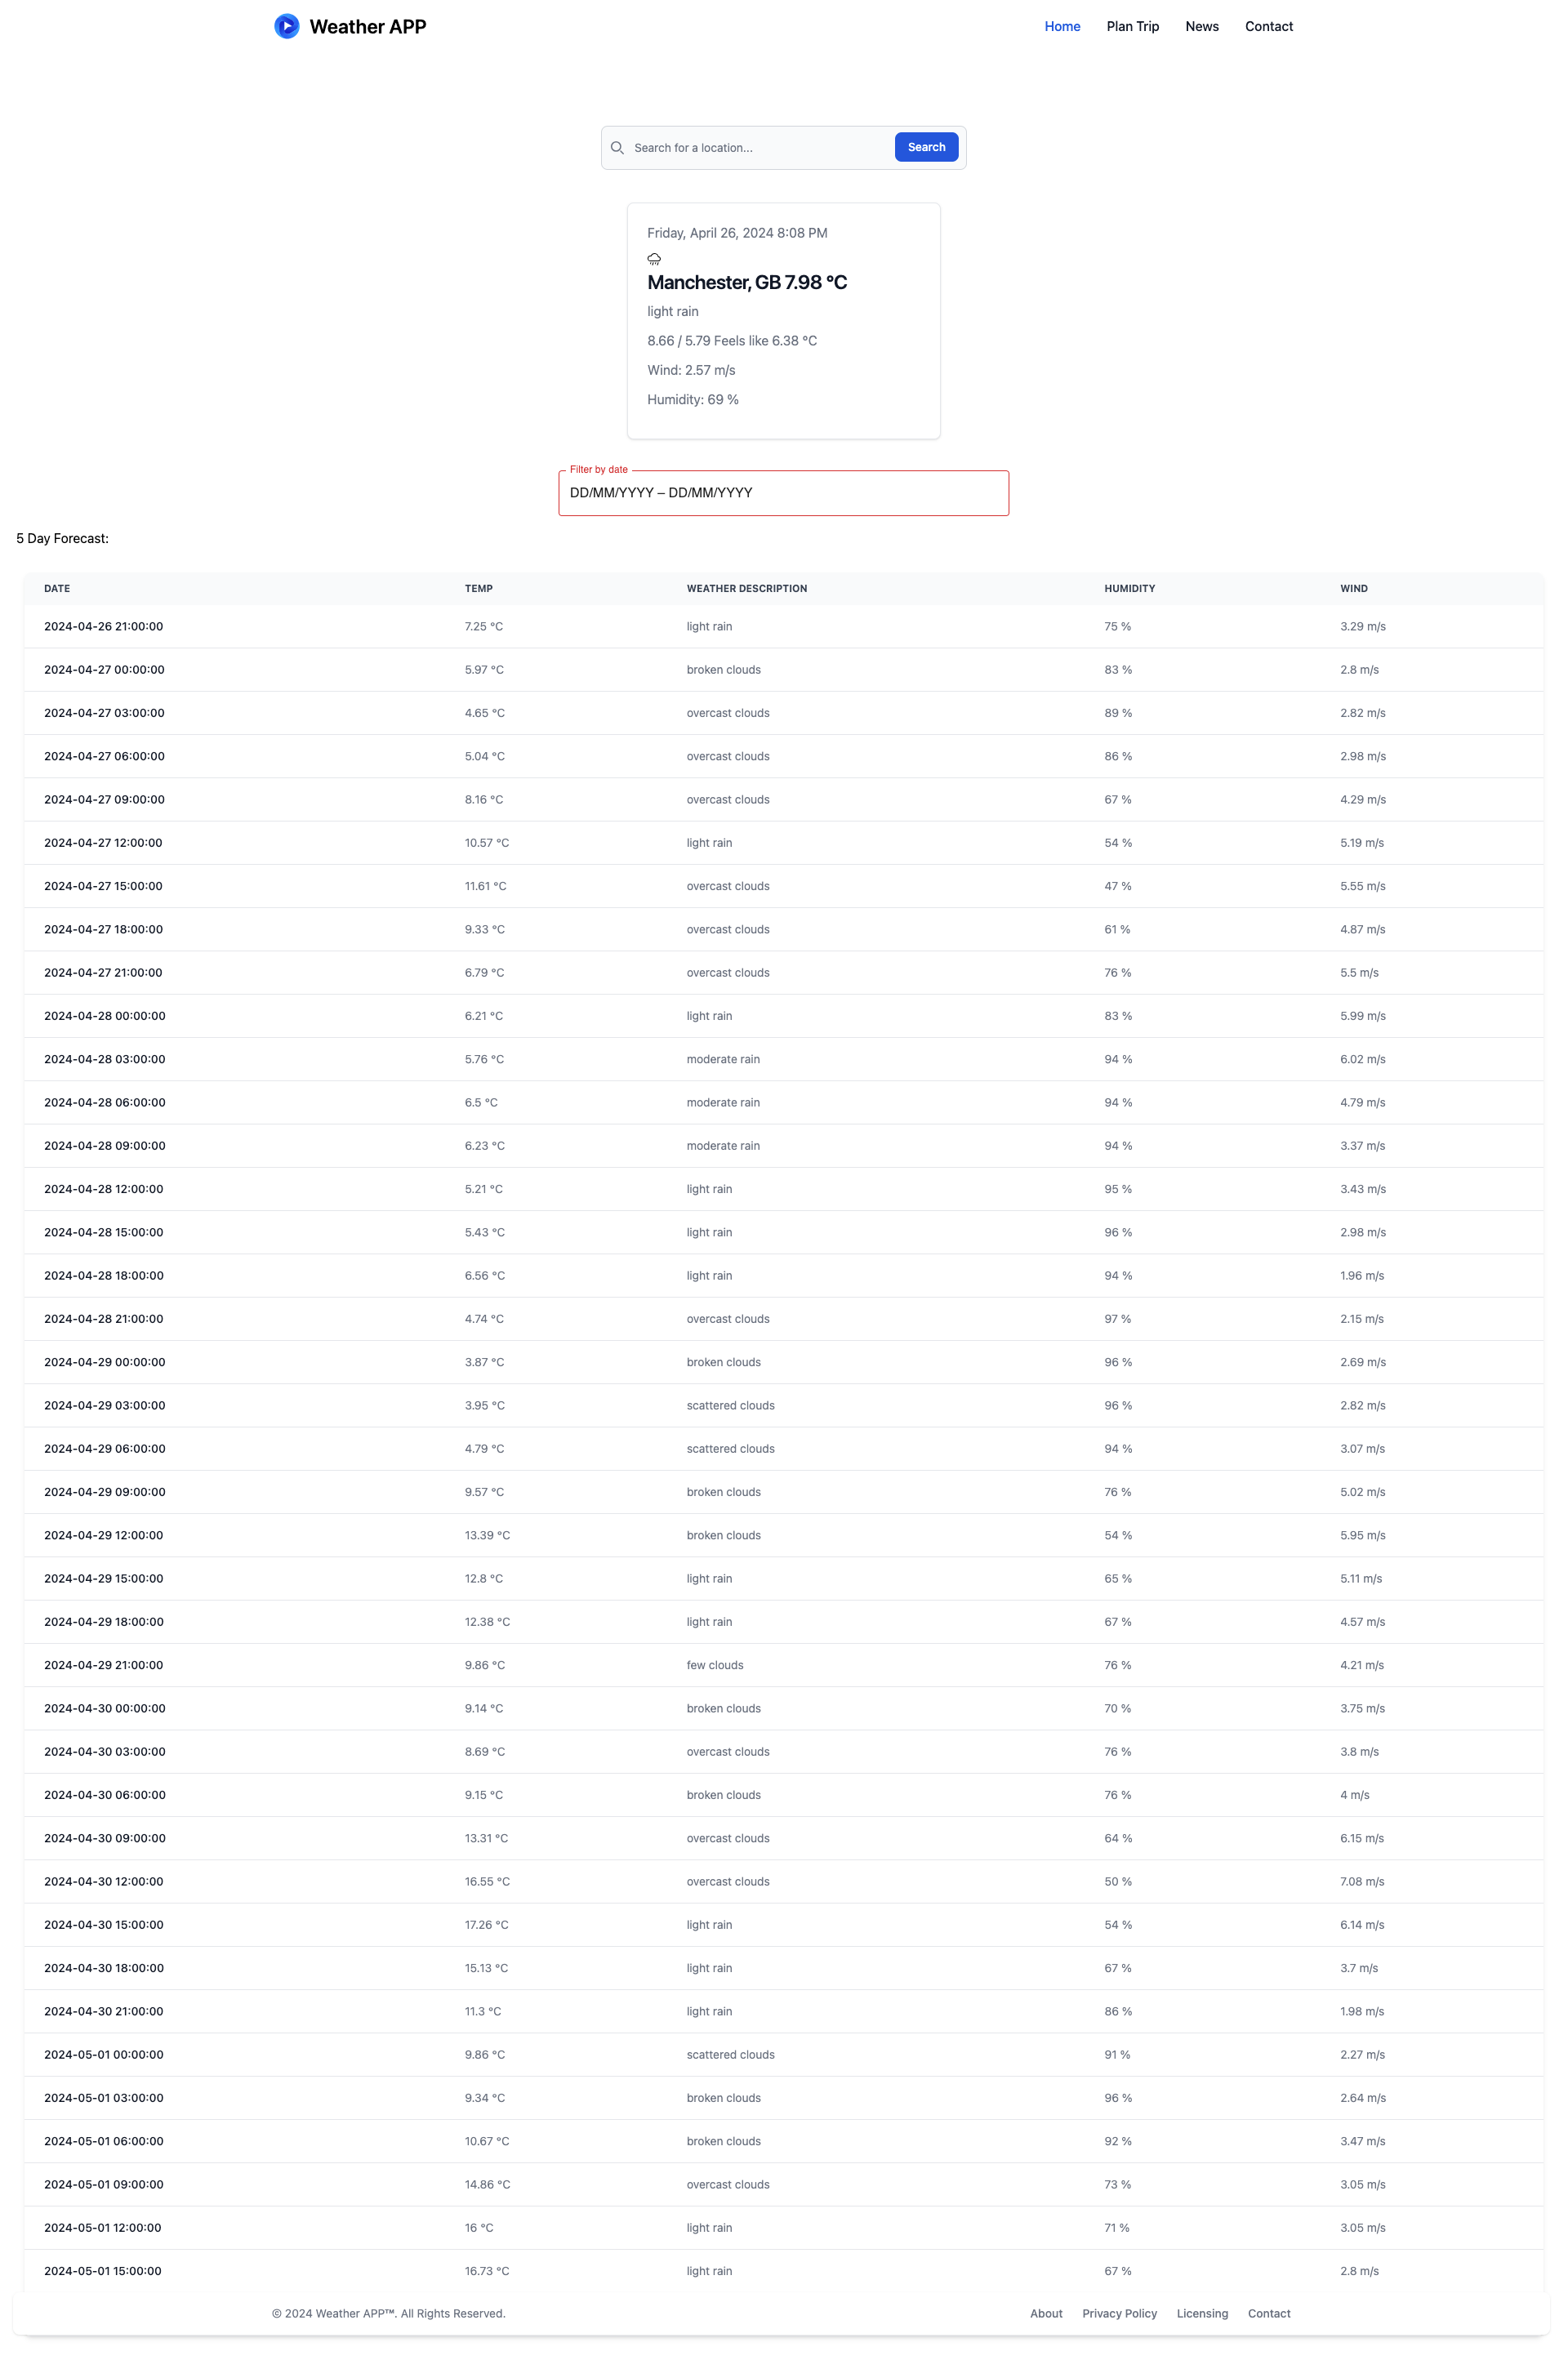 Weather APP Home Plan Trip News Contact
Search for a location... Search
Friday, April 26, 2024 8:08 PM
Manchester, GB 7.98 °C
light rain
8.66 / 5.79 Feels like 6.38 °C
Wind: 2.57 m/s
Humidity: 69 %
Filter by date
DD/MM/YYYY – DD/MM/YYYY
5 Day Forecast:
DATE TEMP WEATHER DESCRIPTION HUMIDITY WIND
2024-04-26 21:00:00 7.25 °C light rain 75 % 3.29 m/s
2024-04-27 00:00:00 5.97 °C broken clouds 83 % 2.8 m/s
2024-04-27 03:00:00 4.65 °C overcast clouds 89 % 2.82 m/s
2024-04-27 06:00:00 5.04 °C overcast clouds 86 % 2.98 m/s
2024-04-27 09:00:00 8.16 °C overcast clouds 67 % 4.29 m/s
2024-04-27 12:00:00 10.57 °C light rain 54 % 5.19 m/s
2024-04-27 15:00:00 11.61 °C overcast clouds 47 % 5.55 m/s
2024-04-27 18:00:00 9.33 °C overcast clouds 61 % 4.87 m/s
2024-04-27 21:00:00 6.79 °C overcast clouds 76 % 5.5 m/s
2024-04-28 00:00:00 6.21 °C light rain 83 % 5.99 m/s
2024-04-28 03:00:00 5.76 °C moderate rain 94 % 6.02 m/s
2024-04-28 06:00:00 6.5 °C moderate rain 94 % 4.79 m/s
2024-04-28 09:00:00 6.23 °C moderate rain 94 % 3.37 m/s
2024-04-28 12:00:00 5.21 °C light rain 95 % 3.43 m/s
2024-04-28 15:00:00 5.43 °C light rain 96 % 2.98 m/s
2024-04-28 18:00:00 6.56 °C light rain 94 % 1.96 m/s
2024-04-28 21:00:00 4.74 °C overcast clouds 97 % 2.15 m/s
2024-04-29 00:00:00 3.87 °C broken clouds 96 % 2.69 m/s
2024-04-29 03:00:00 3.95 °C scattered clouds 96 % 2.82 m/s
2024-04-29 06:00:00 4.79 °C scattered clouds 94 % 3.07 m/s
2024-04-29 09:00:00 9.57 °C broken clouds 76 % 5.02 m/s
2024-04-29 12:00:00 13.39 °C broken clouds 54 % 5.95 m/s
2024-04-29 15:00:00 12.8 °C light rain 65 % 5.11 m/s
2024-04-29 18:00:00 12.38 °C light rain 67 % 4.57 m/s
2024-04-29 21:00:00 9.86 °C few clouds 76 % 4.21 m/s
2024-04-30 00:00:00 9.14 °C broken clouds 70 % 3.75 m/s
2024-04-30 03:00:00 8.69 °C overcast clouds 76 % 3.8 m/s
2024-04-30 06:00:00 9.15 °C broken clouds 76 % 4 m/s
2024-04-30 09:00:00 13.31 °C overcast clouds 64 % 6.15 m/s
2024-04-30 12:00:00 16.55 °C overcast clouds 50 % 7.08 m/s
2024-04-30 15:00:00 17.26 °C light rain 54 % 6.14 m/s
2024-04-30 18:00:00 15.13 °C light rain 67 % 3.7 m/s
2024-04-30 21:00:00 11.3 °C light rain 86 % 1.98 m/s
2024-05-01 00:00:00 9.86 °C scattered clouds 91 % 2.27 m/s
2024-05-01 03:00:00 9.34 °C broken clouds 96 % 2.64 m/s
2024-05-01 06:00:00 10.67 °C broken clouds 92 % 3.47 m/s
2024-05-01 09:00:00 14.86 °C overcast clouds 73 % 3.05 m/s
2024-05-01 12:00:00 16 °C light rain 71 % 3.05 m/s
2024-05-01 15:00:00 16.73 °C light rain 67 % 2.8 m/s
© 2024 Weather APP™. All Rights Reserved. About Privacy Policy Licensing Contact